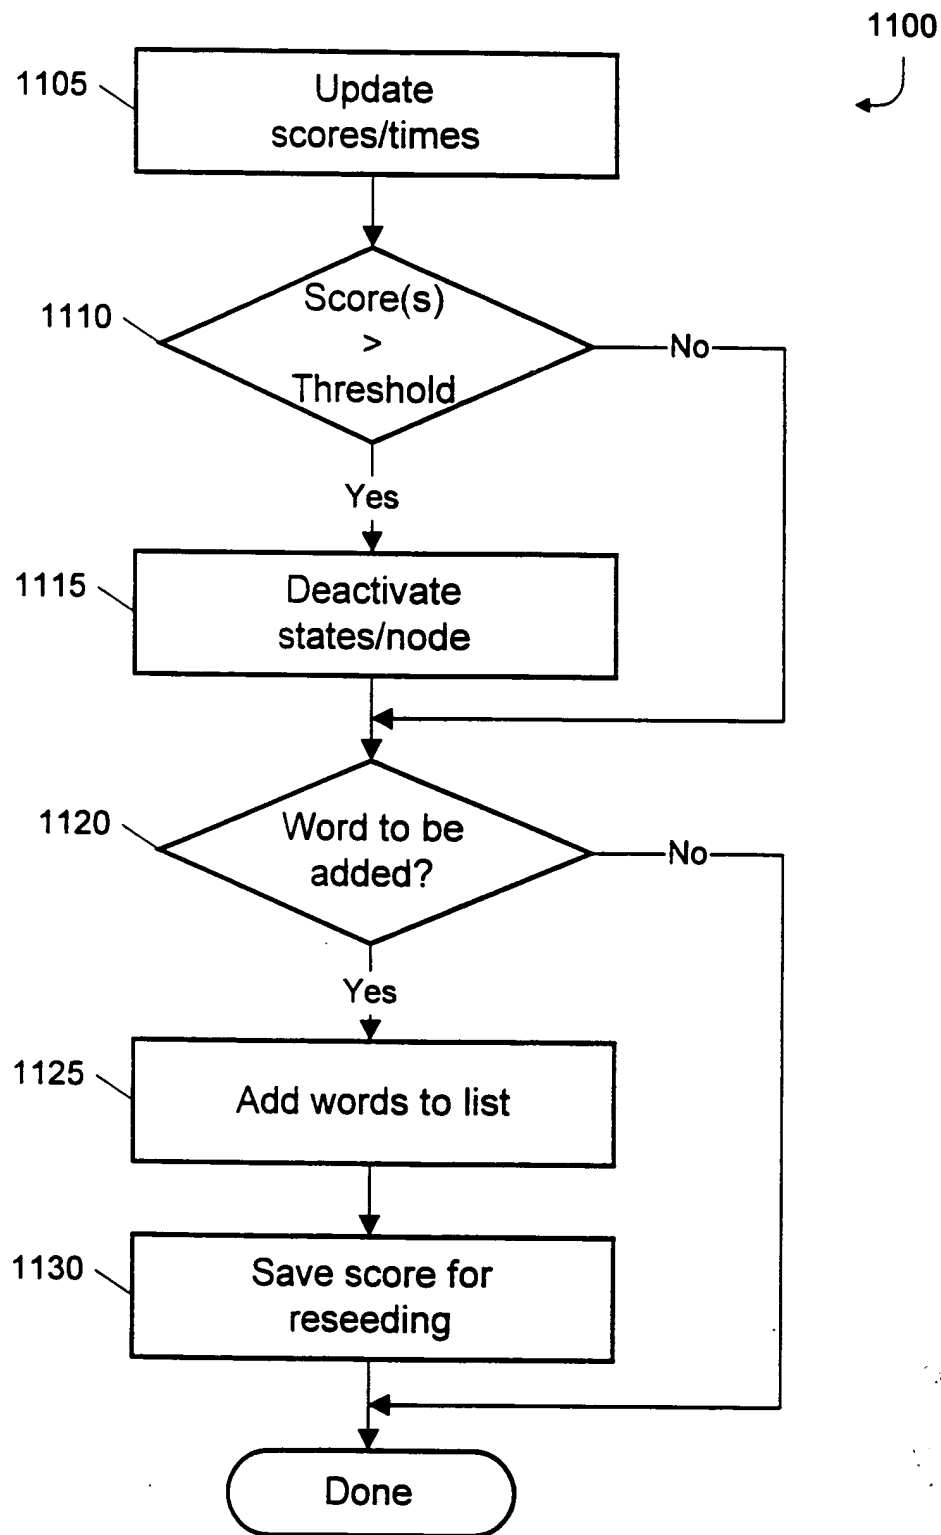 1100
1105
Update
scores/times
1110
Score(s)
>
Threshold
No
Yes
1115
Deactivate
states/node
1120
Word to be
added?
No
Yes
1125
Add words to list
1130
Save score for
reseeding
Done